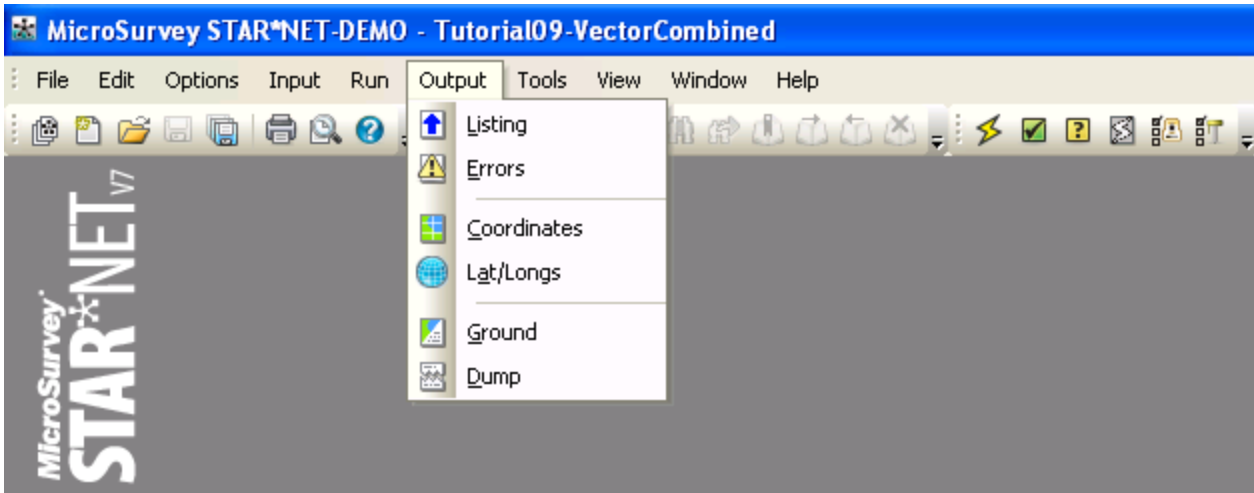 MicroSurvey STAR*NET-DEMO - Tutorial09-VectorCombined
File Edit Options Input Run Output Tools View Window Help
Listing
Errors
Coordinates
Lat/Longs
Ground
Dump
MicroSurvey
STAR*NET V7